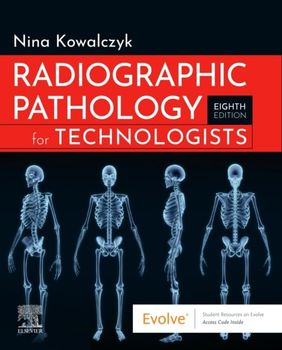 Nina Kowalczyk
RADIOGRAPHIC
PATHOLOGY EIGHTH EDITION
for TECHNOLOGISTS
ELSEVIER
Evolve®
Student Resources on Evolve
Access Code Inside